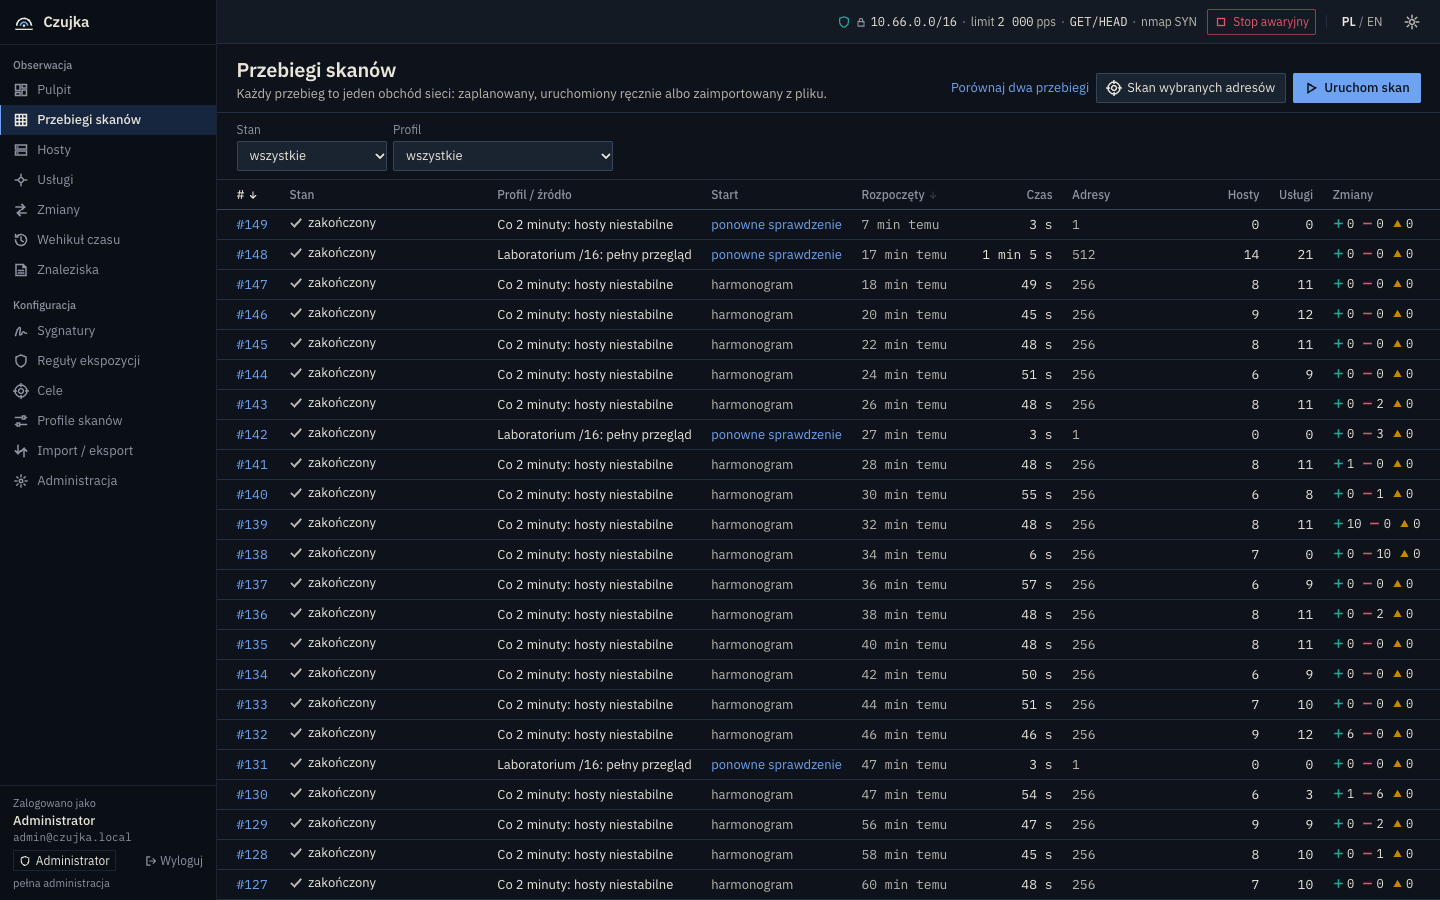 Czujka
10.66.0.0/16 · limit 2 000 pps · GET/HEAD · nmap SYN Stop awaryjny PL / EN
Obserwacja
Pulpit
Przebiegi skanów
Hosty
Usługi
Zmiany
Wehikuł czasu
Znaleziska
Konfiguracja
Sygnatury
Reguły ekspozycji
Cele
Profile skanów
Import / eksport
Administracja
Zalogowano jako
Administrator
admin@czujka.local
Administrator Wyloguj
pełna administracja
Przebiegi skanów
Każdy przebieg to jeden obchód sieci: zaplanowany, uruchomiony ręcznie albo zaimportowany z pliku.
Porównaj dwa przebiegi Skan wybranych adresów Uruchom skan
Stan Profil
wszystkie wszystkie
# ↓ Stan Profil / źródło Start Rozpoczęty ↓ Czas Adresy Hosty Usługi Zmiany
#149 zakończony Co 2 minuty: hosty niestabilne ponowne sprawdzenie 7 min temu 3 s 1 0 0 + 0 − 0 ▲ 0
#148 zakończony Laboratorium /16: pełny przegląd ponowne sprawdzenie 17 min temu 1 min 5 s 512 14 21 + 0 − 0 ▲ 0
#147 zakończony Co 2 minuty: hosty niestabilne harmonogram 18 min temu 49 s 256 8 11 + 0 − 0 ▲ 0
#146 zakończony Co 2 minuty: hosty niestabilne harmonogram 20 min temu 45 s 256 9 12 + 0 − 0 ▲ 0
#145 zakończony Co 2 minuty: hosty niestabilne harmonogram 22 min temu 48 s 256 8 11 + 0 − 0 ▲ 0
#144 zakończony Co 2 minuty: hosty niestabilne harmonogram 24 min temu 51 s 256 6 9 + 0 − 0 ▲ 0
#143 zakończony Co 2 minuty: hosty niestabilne harmonogram 26 min temu 48 s 256 8 11 + 0 − 2 ▲ 0
#142 zakończony Laboratorium /16: pełny przegląd ponowne sprawdzenie 27 min temu 3 s 1 0 0 + 0 − 3 ▲ 0
#141 zakończony Co 2 minuty: hosty niestabilne harmonogram 28 min temu 48 s 256 8 11 + 1 − 0 ▲ 0
#140 zakończony Co 2 minuty: hosty niestabilne harmonogram 30 min temu 55 s 256 6 8 + 0 − 1 ▲ 0
#139 zakończony Co 2 minuty: hosty niestabilne harmonogram 32 min temu 48 s 256 8 11 + 10 − 0 ▲ 0
#138 zakończony Co 2 minuty: hosty niestabilne harmonogram 34 min temu 6 s 256 7 0 + 0 − 10 ▲ 0
#137 zakończony Co 2 minuty: hosty niestabilne harmonogram 36 min temu 57 s 256 6 9 + 0 − 0 ▲ 0
#136 zakończony Co 2 minuty: hosty niestabilne harmonogram 38 min temu 48 s 256 8 11 + 0 − 2 ▲ 0
#135 zakończony Co 2 minuty: hosty niestabilne harmonogram 40 min temu 48 s 256 8 11 + 0 − 0 ▲ 0
#134 zakończony Co 2 minuty: hosty niestabilne harmonogram 42 min temu 50 s 256 6 9 + 0 − 0 ▲ 0
#133 zakończony Co 2 minuty: hosty niestabilne harmonogram 44 min temu 51 s 256 7 10 + 0 − 0 ▲ 0
#132 zakończony Co 2 minuty: hosty niestabilne harmonogram 46 min temu 46 s 256 9 12 + 6 − 0 ▲ 0
#131 zakończony Laboratorium /16: pełny przegląd ponowne sprawdzenie 47 min temu 3 s 1 0 0 + 0 − 0 ▲ 0
#130 zakończony Co 2 minuty: hosty niestabilne harmonogram 47 min temu 54 s 256 6 3 + 1 − 6 ▲ 0
#129 zakończony Co 2 minuty: hosty niestabilne harmonogram 56 min temu 47 s 256 9 9 + 0 − 2 ▲ 0
#128 zakończony Co 2 minuty: hosty niestabilne harmonogram 58 min temu 45 s 256 8 10 + 0 − 1 ▲ 0
#127 zakończony Co 2 minuty: hosty niestabilne harmonogram 60 min temu 48 s 256 7 10 + 0 − 0 ▲ 0